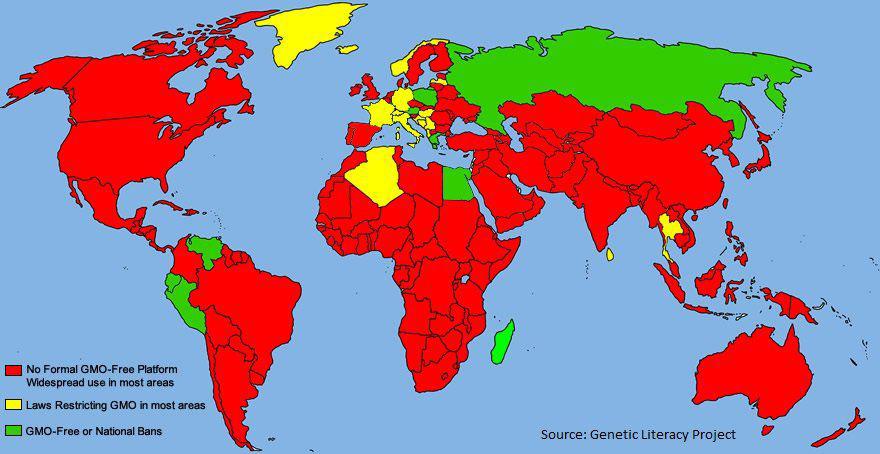 No Formal GMO-Free Platform
Widespread use in most areas
Laws Restricting GMO in most areas
GMO-Free or National Bans
Source: Genetic Literacy Project